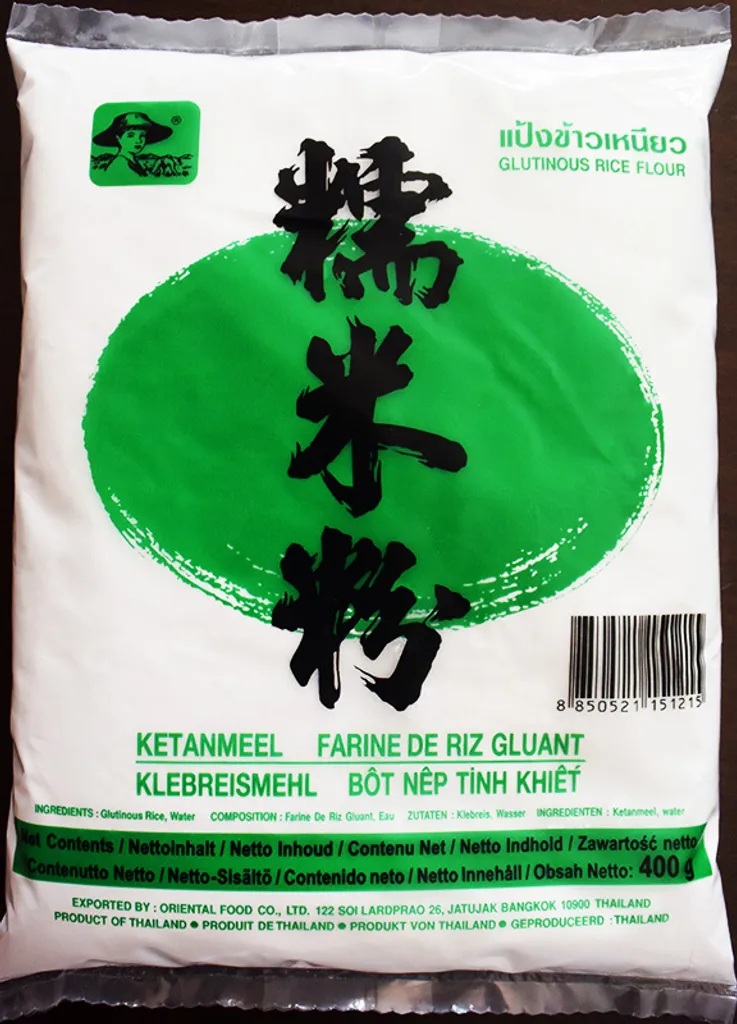 ®
แป้งข้าวเหนียว
GLUTINOUS RICE FLOUR
糯
米
粉
8 850521 151215
KETANMEEL FARINE DE RIZ GLUANT
KLEBREISMEHL BÔT NÊP TINH KHIẾT
INGREDIENTS : Glutinous Rice, Water COMPOSITION : Farine De Riz Gluant, Eau ZUTATEN : Klebreis, Wasser INGREDIENTEN : Ketanmeel, water
Net Contents / Nettoinhalt / Netto Inhoud / Contenu Net / Netto Indhold / Zawartość netto
Contenutto Netto / Netto-Sisältö / Contenido neto / Netto Innehåll / Obsah Netto: 400 g
EXPORTED BY : ORIENTAL FOOD CO., LTD. 122 SOI LARDPRAO 26, JATUJAK BANGKOK 10900 THAILAND
PRODUCT OF THAILAND ● PRODUIT DE THAILAND ● PRODUKT VON THAILAND ● GEPRODUCEERD : THAILAND